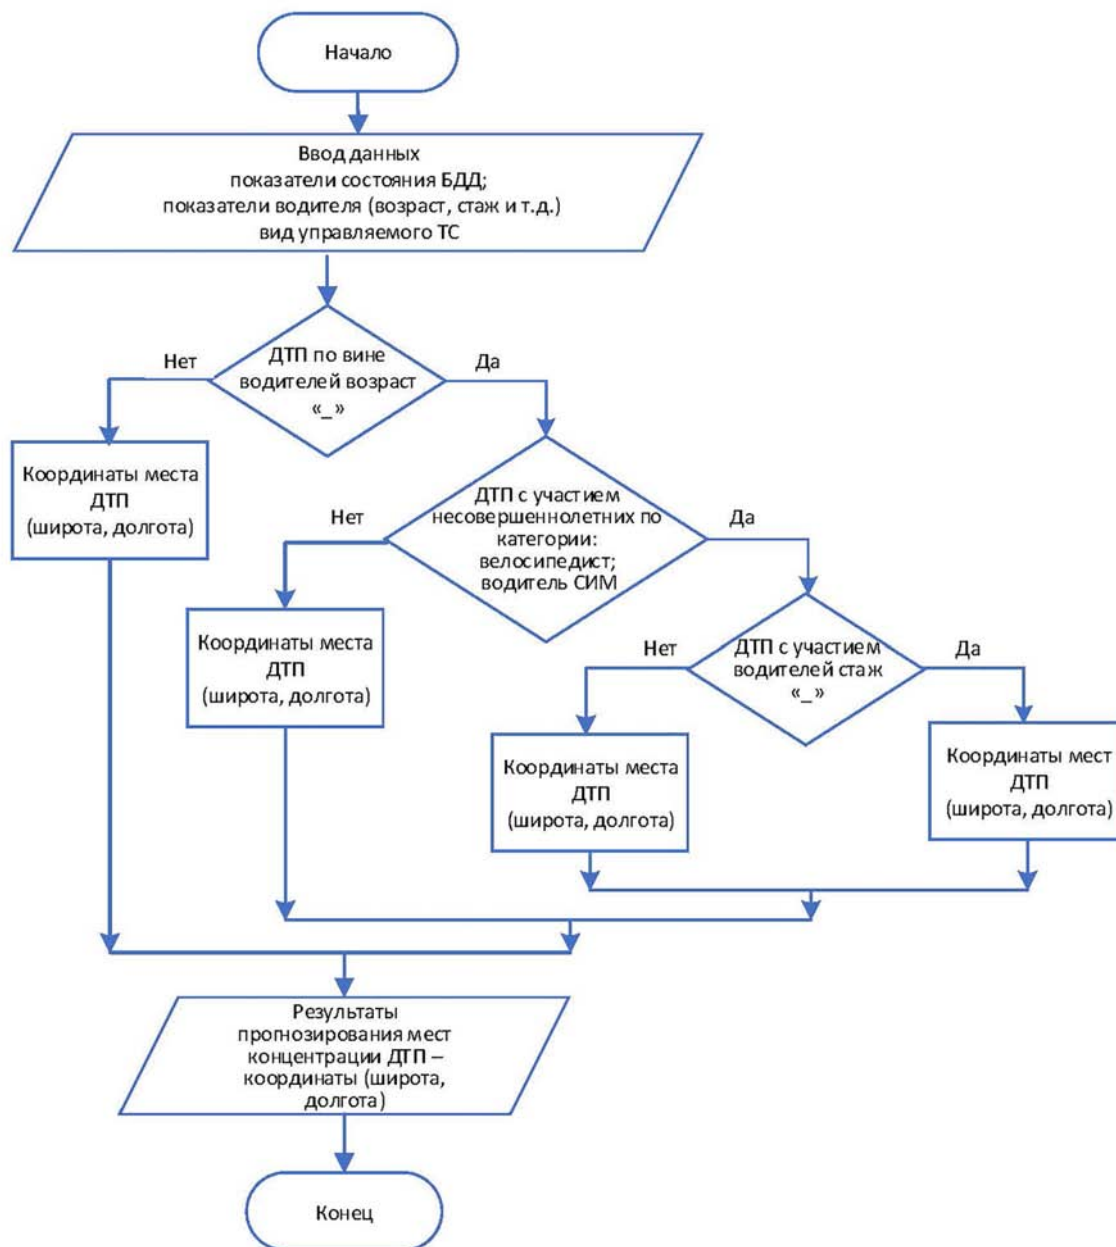 Начало
Ввод данных
показатели состояния БДД;
показатели водителя (возраст, стаж и т.д.)
вид управляемого ТС
Нет
ДТП по вине
водителей возраст
«_»
Да
Координаты места
ДТП
(широта, долгота)
Нет
ДТП с участием
несовершеннолетних по
категории:
велосипедист;
водитель СИМ
Да
Координаты места
ДТП
(широта, долгота)
Нет
ДТП с участием
водителей стаж
«_»
Да
Координаты места
ДТП
(широта, долгота)
Координаты мест
ДТП
(широта, долгота)
Результаты
прогнозирования мест
концентрации ДТП –
координаты (широта,
долгота)
Конец